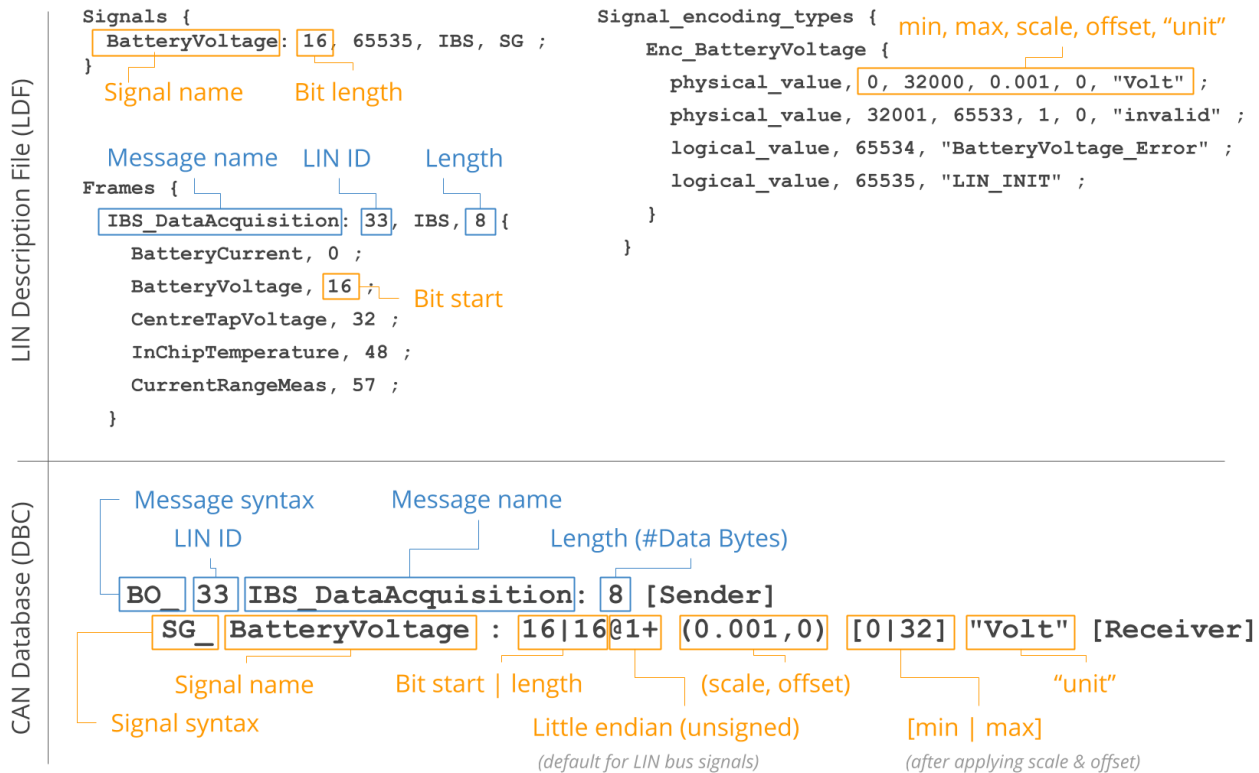 LIN Description File (LDF)
Signals {
BatteryVoltage: 16, 65535, IBS, SG ;
}
Signal name
Bit length
Message name
LIN ID
Length
Frames {
IBS_DataAcquisition: 33, IBS, 8 {
BatteryCurrent, 0 ;
BatteryVoltage, 16 ;
Bit start
CentreTapVoltage, 32 ;
InChipTemperature, 48 ;
CurrentRangeMeas, 57 ;
}
Signal_encoding_types {
min, max, scale, offset, “unit”
Enc_BatteryVoltage {
physical_value, 0, 32000, 0.001, 0, "Volt" ;
physical_value, 32001, 65533, 1, 0, "invalid" ;
logical_value, 65534, "BatteryVoltage_Error" ;
logical_value, 65535, "LIN_INIT" ;
}
}
CAN Database (DBC)
Message syntax
Message name
LIN ID
Length (#Data Bytes)
BO_ 33 IBS_DataAcquisition: 8 [Sender]
SG_ BatteryVoltage : 16|16@1+ (0.001,0) [0|32] "Volt" [Receiver]
Signal name
Bit start | length
(scale, offset)
“unit”
Signal syntax
Little endian (unsigned)
[min | max]
(default for LIN bus signals)
(after applying scale & offset)